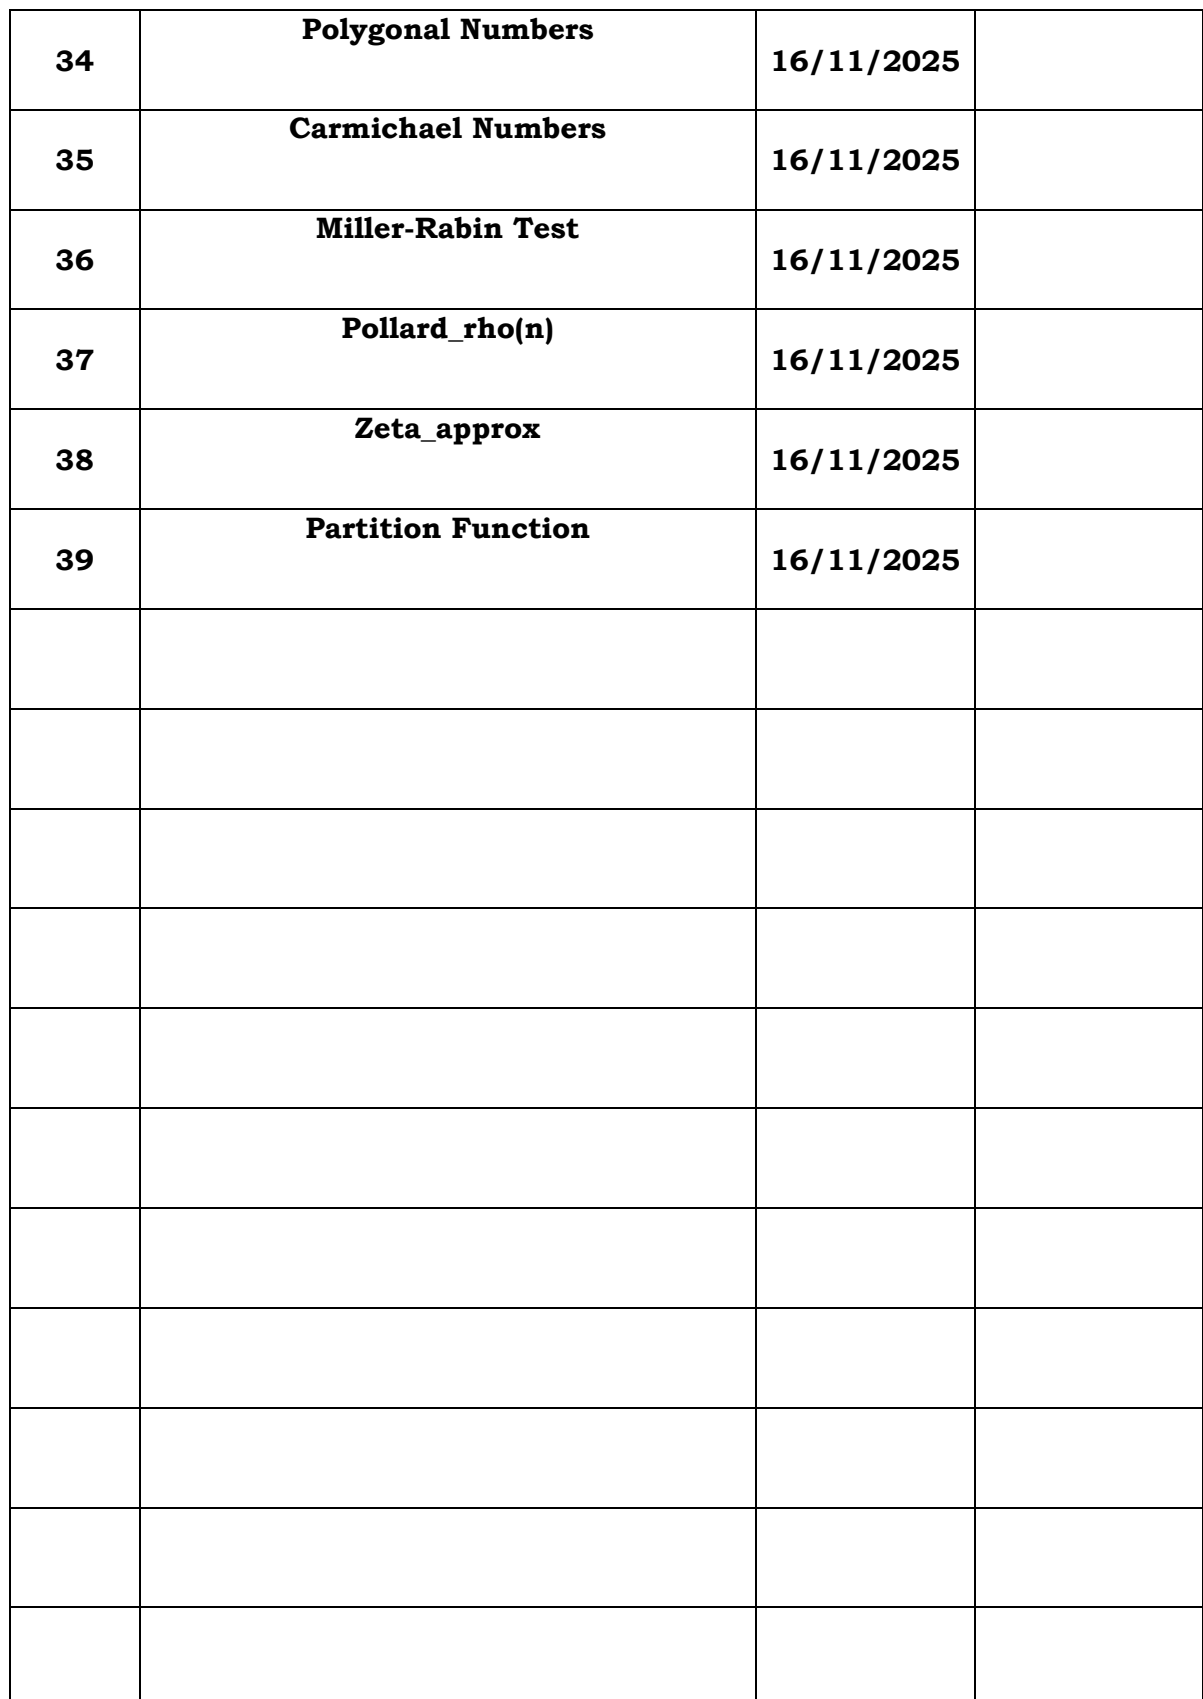 34 Polygonal Numbers 16/11/2025
35 Carmichael Numbers 16/11/2025
36 Miller-Rabin Test 16/11/2025
37 Pollard_rho(n) 16/11/2025
38 Zeta_approx 16/11/2025
39 Partition Function 16/11/2025